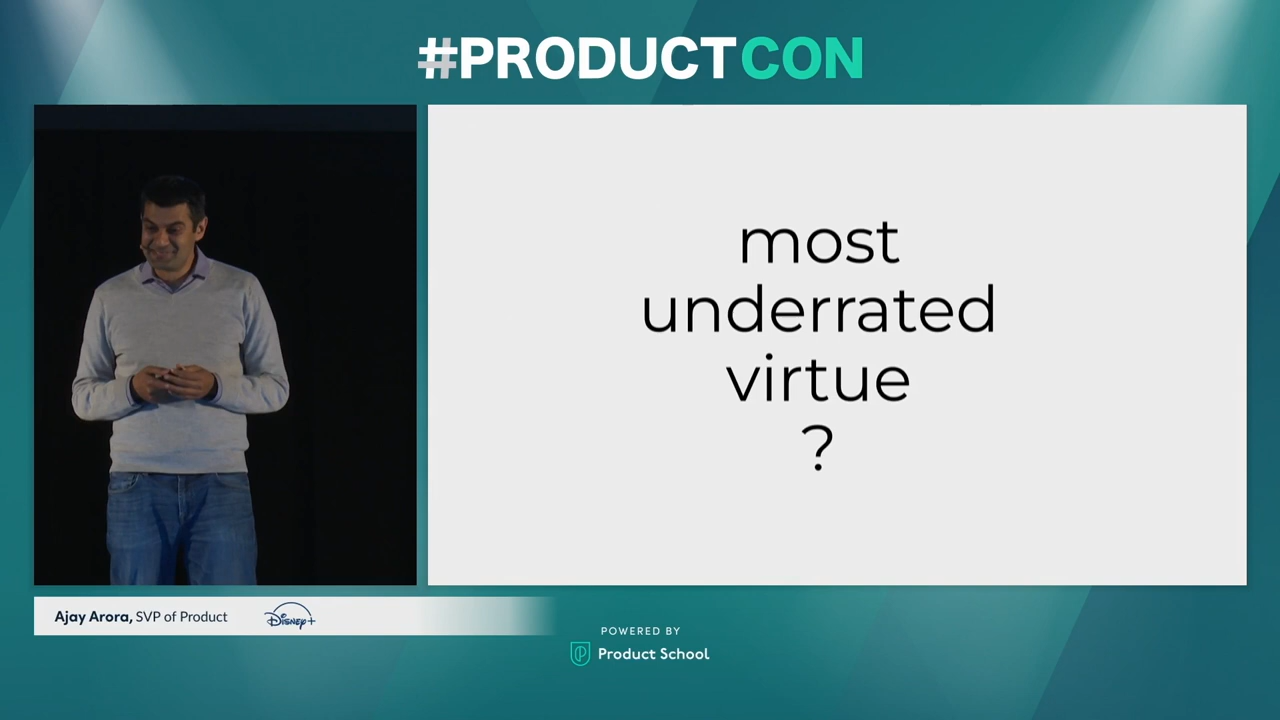 #PRODUCTCON
most
underrated
virtue
?
Ajay Arora, SVP of Product
Disney+
POWERED BY
Product School